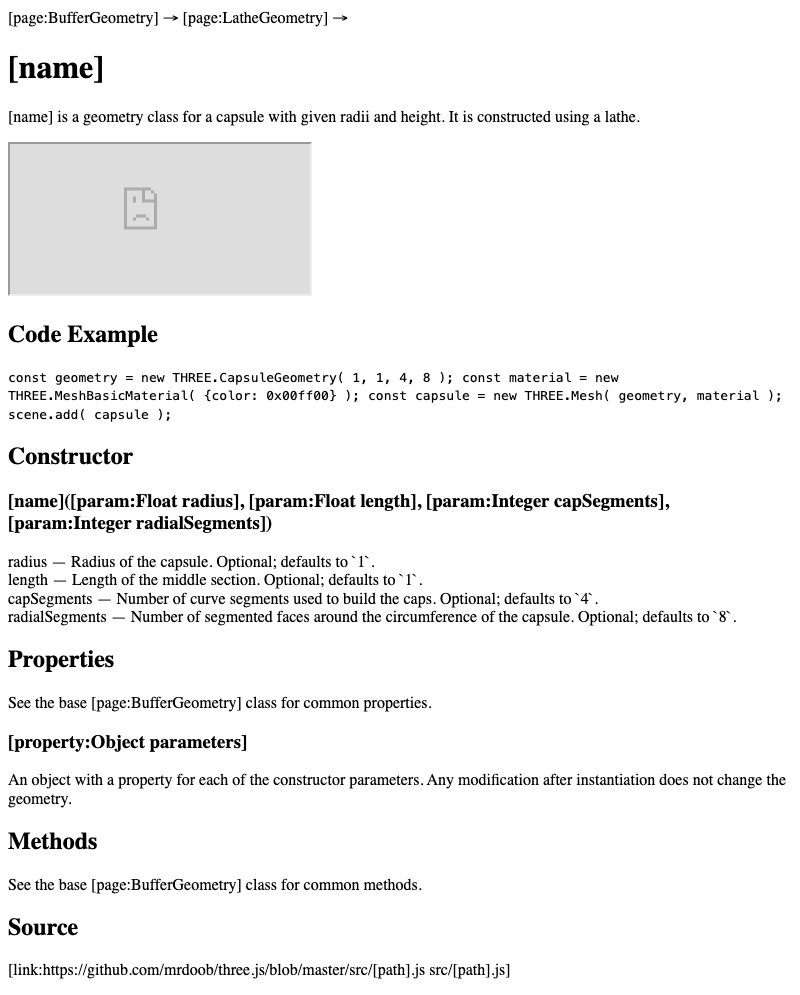 [page:BufferGeometry] → [page:LatheGeometry] →
[name]
[name] is a geometry class for a capsule with given radii and height. It is constructed using a lathe.
Code Example
const geometry = new THREE.CapsuleGeometry( 1, 1, 4, 8 ); const material = new
THREE.MeshBasicMaterial( {color: 0x00ff00} ); const capsule = new THREE.Mesh( geometry, material );
scene.add( capsule );
Constructor
[name]([param:Float radius], [param:Float length], [param:Integer capSegments],
[param:Integer radialSegments])
radius — Radius of the capsule. Optional; defaults to `1`.
length — Length of the middle section. Optional; defaults to `1`.
capSegments — Number of curve segments used to build the caps. Optional; defaults to `4`.
radialSegments — Number of segmented faces around the circumference of the capsule. Optional; defaults to `8`.
Properties
See the base [page:BufferGeometry] class for common properties.
[property:Object parameters]
An object with a property for each of the constructor parameters. Any modification after instantiation does not change the
geometry.
Methods
See the base [page:BufferGeometry] class for common methods.
Source
[link:https://github.com/mrdoob/three.js/blob/master/src/[path].js src/[path].js]